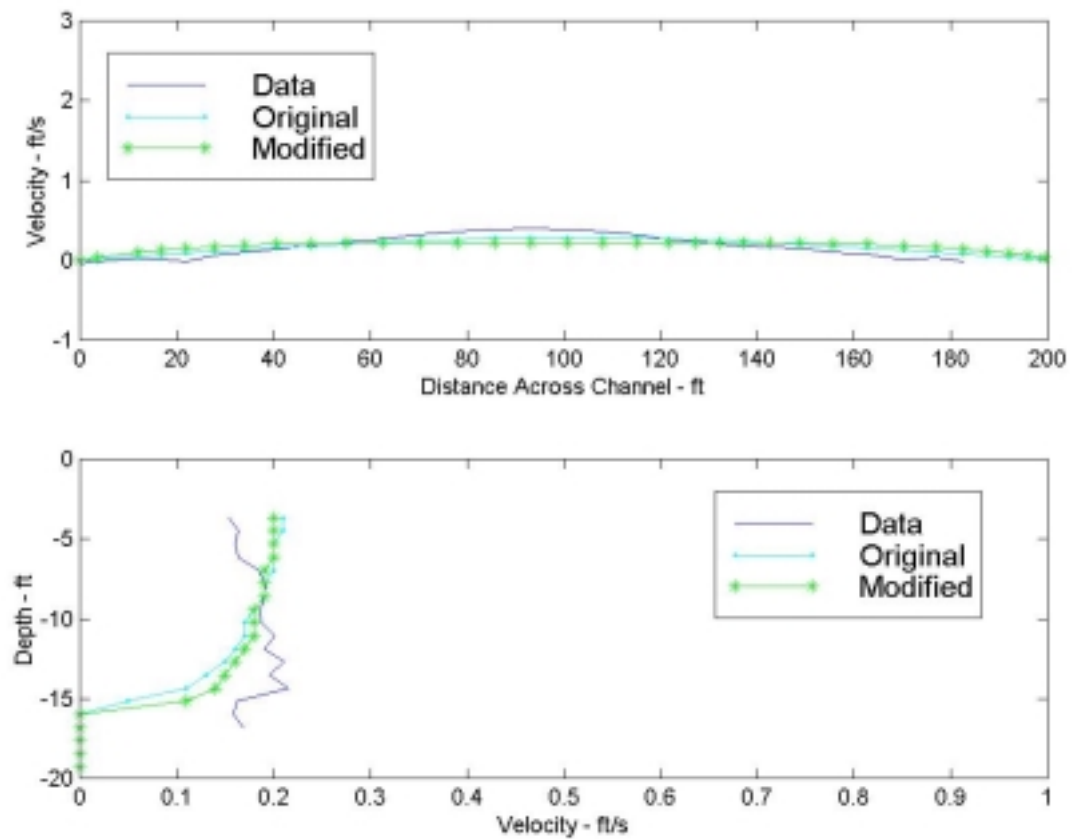 3
2
1
0
-1
Velocity - ft/s
Data
Original
Modified
0 20 40 60 80 100 120 140 160 180 200
Distance Across Channel - ft
0
-5
-10
-15
-20
Depth - ft
Data
Original
Modified
0 0.1 0.2 0.3 0.4 0.5 0.6 0.7 0.8 0.9 1
Velocity - ft/s